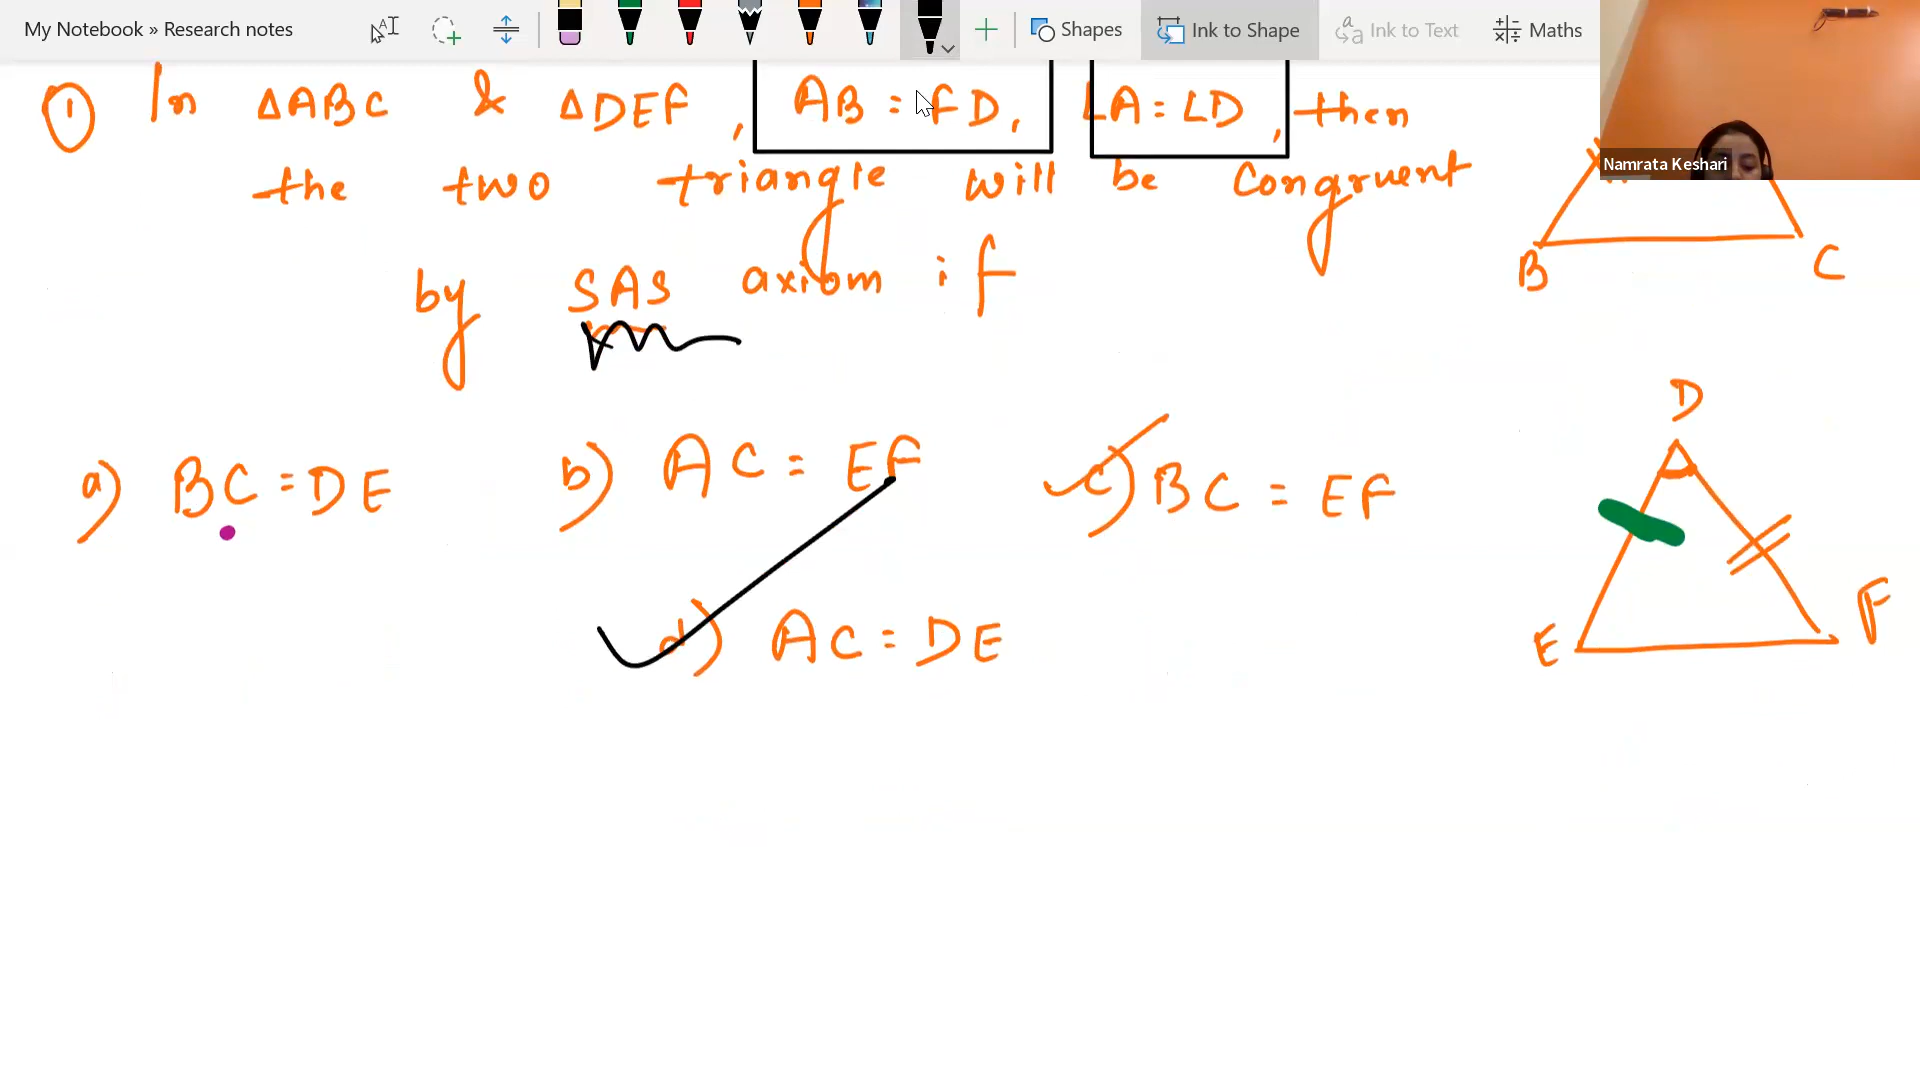 My Notebook » Research notes
Shapes
Ink to Shape
Ink to Text
Maths
Namrata Keshari
① In ΔABC & ΔDEF, AB = FD, ∠A = ∠D, then
the two triangle will be congruent
by SAS axiom if
a) BC = DE b) AC = EF c) BC = EF
d) AC = DE
B C
D
E F